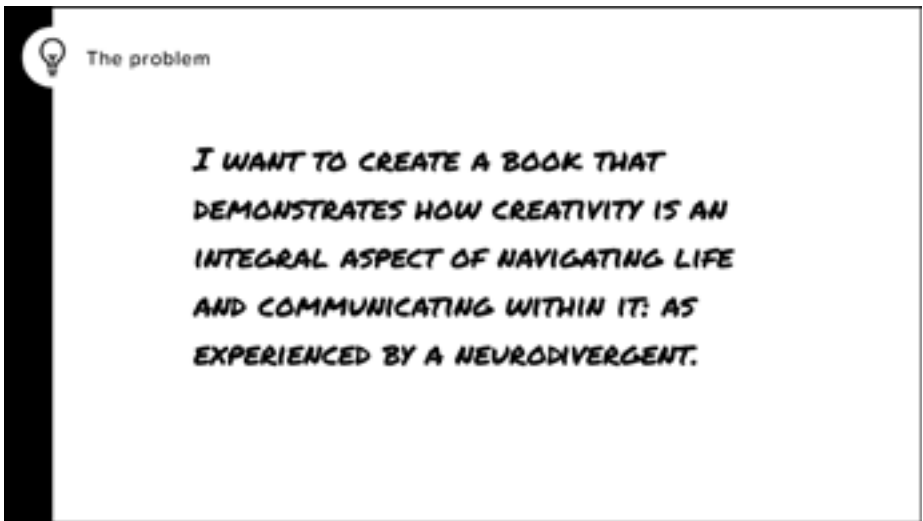 The problem
I WANT TO CREATE A BOOK THAT
DEMONSTRATES HOW CREATIVITY IS AN
INTEGRAL ASPECT OF NAVIGATING LIFE
AND COMMUNICATING WITHIN IT: AS
EXPERIENCED BY A NEURODIVERGENT.